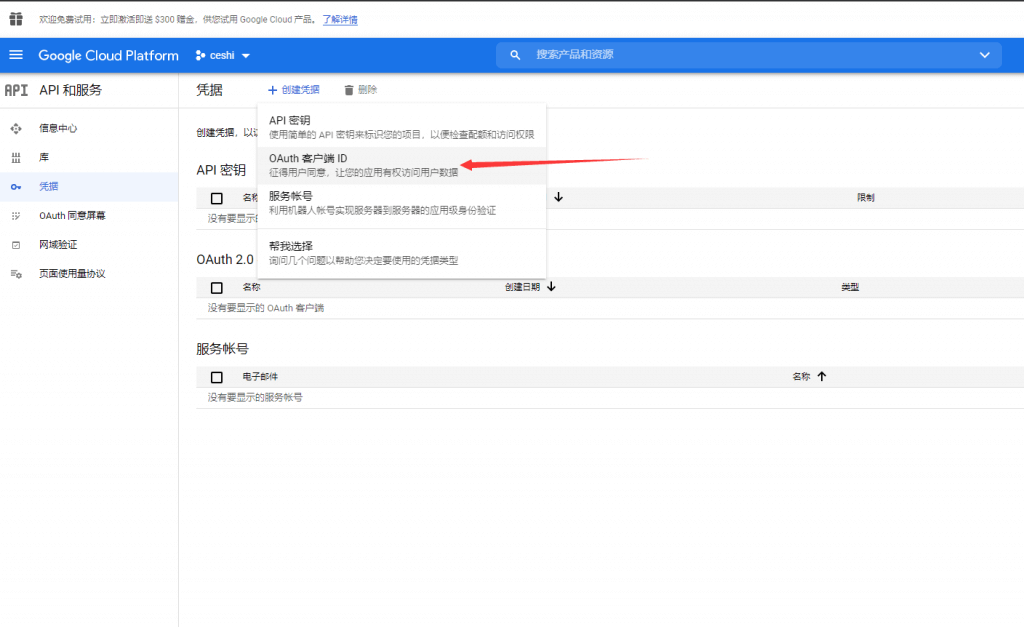 欢迎免费试用：立即激活即送 $300 赠金，供您试用 Google Cloud 产品。 了解详情
Google Cloud Platform ceshi 搜索产品和资源
API API 和服务
信息中心
库
凭据
OAuth 同意屏幕
网域验证
页面使用量协议
凭据 + 创建凭据 删除
创建凭据，以
API 密钥
使用简单的 API 密钥来标识您的项目，以便检查配额和访问权限
OAuth 客户端 ID
征得用户同意，让您的应用有权访问用户数据
服务帐号
利用机器人帐号实现服务器到服务器的应用级身份验证
帮我选择
询问几个问题以帮助您决定要使用的凭据类型
API 密钥
名称 限制
没有要显示的
OAuth 2.0
名称 创建日期 类型
没有要显示的 OAuth 客户端
服务帐号
电子邮件 名称
没有要显示的服务帐号